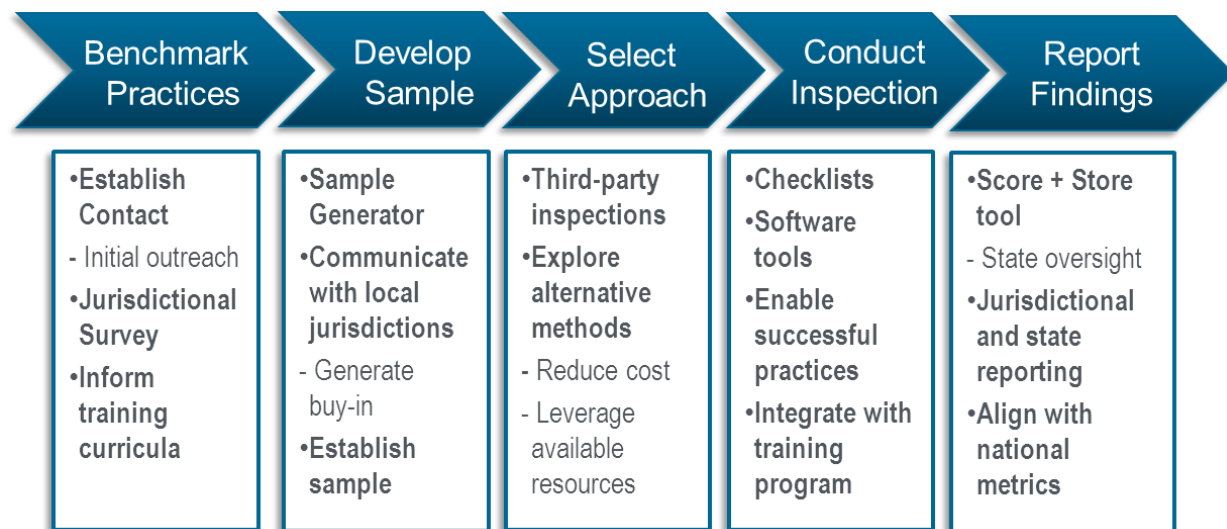 Benchmark
Practices
Develop
Sample
Select
Approach
Conduct
Inspection
Report
Findings
•Establish
Contact
- Initial outreach
•Jurisdictional
Survey
•Inform
training
curricula
•Sample
Generator
•Communicate
with local
jurisdictions
- Generate
buy-in
•Establish
sample
•Third-party
inspections
•Explore
alternative
methods
- Reduce cost
- Leverage
available
resources
•Checklists
•Software
tools
•Enable
successful
practices
•Integrate with
training
program
•Score + Store
tool
- State oversight
•Jurisdictional
and state
reporting
•Align with
national
metrics